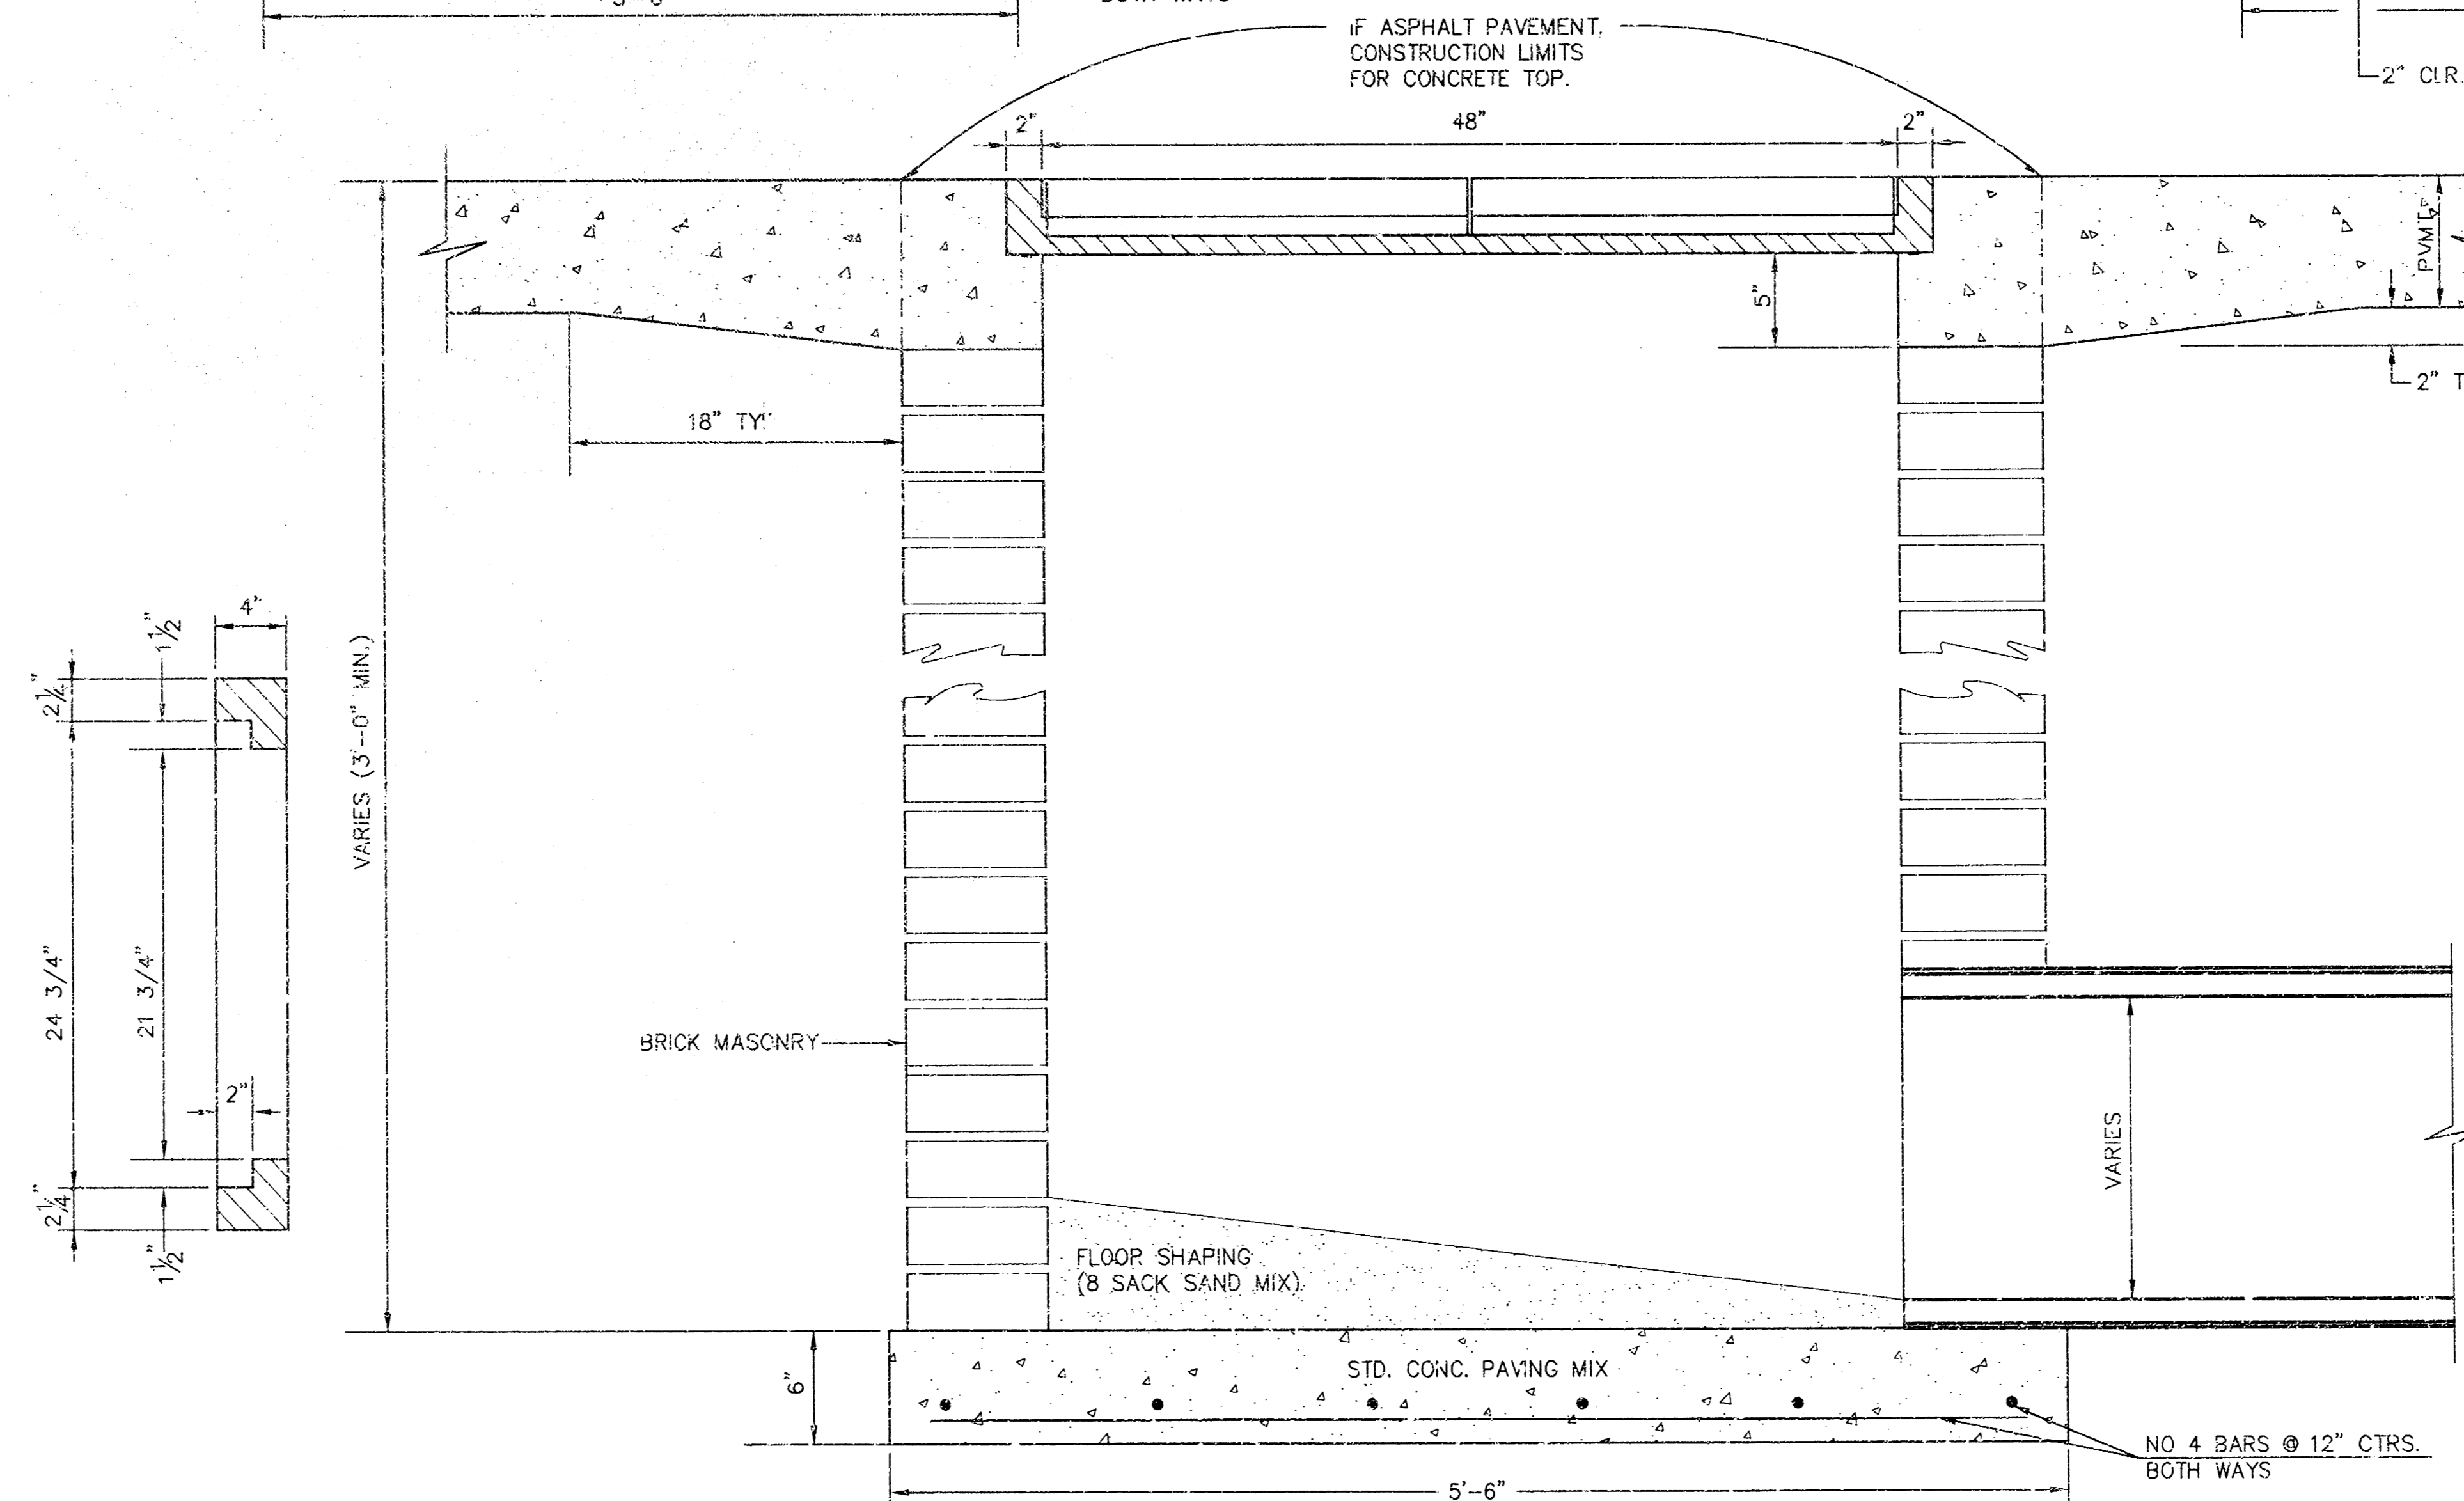 IF ASPHALT PAVEMENT.
CONSTRUCTION LIMITS
FOR CONCRETE TOP.
2" CLR.
2"
48"
2"
PVMT.
5"
2"
18"
4"
1½"
2¼"
VARIES (3'-0" MIN.)
24 3/4"
21 3/4"
BRICK MASONRY
2"
VARIES
2¼"
1½"
FLOOR SHAPING
(8 SACK SAND MIX)
6"
STD. CONC. PAVING MIX
NO 4 BARS @ 12" CTRS.
BOTH WAYS
5'-6"